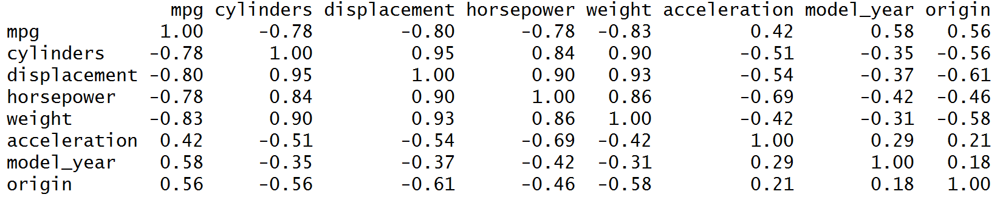 mpg cylinders displacement horsepower weight acceleration model_year origin
mpg 1.00 -0.78 -0.80 -0.78 -0.83 0.42 0.58 0.56
cylinders -0.78 1.00 0.95 0.84 0.90 -0.51 -0.35 -0.56
displacement -0.80 0.95 1.00 0.90 0.93 -0.54 -0.37 -0.61
horsepower -0.78 0.84 0.90 1.00 0.86 -0.69 -0.42 -0.46
weight -0.83 0.90 0.93 0.86 1.00 -0.42 -0.31 -0.58
acceleration 0.42 -0.51 -0.54 -0.69 -0.42 1.00 0.29 0.21
model_year 0.58 -0.35 -0.37 -0.42 -0.31 0.29 1.00 0.18
origin 0.56 -0.56 -0.61 -0.46 -0.58 0.21 0.18 1.00